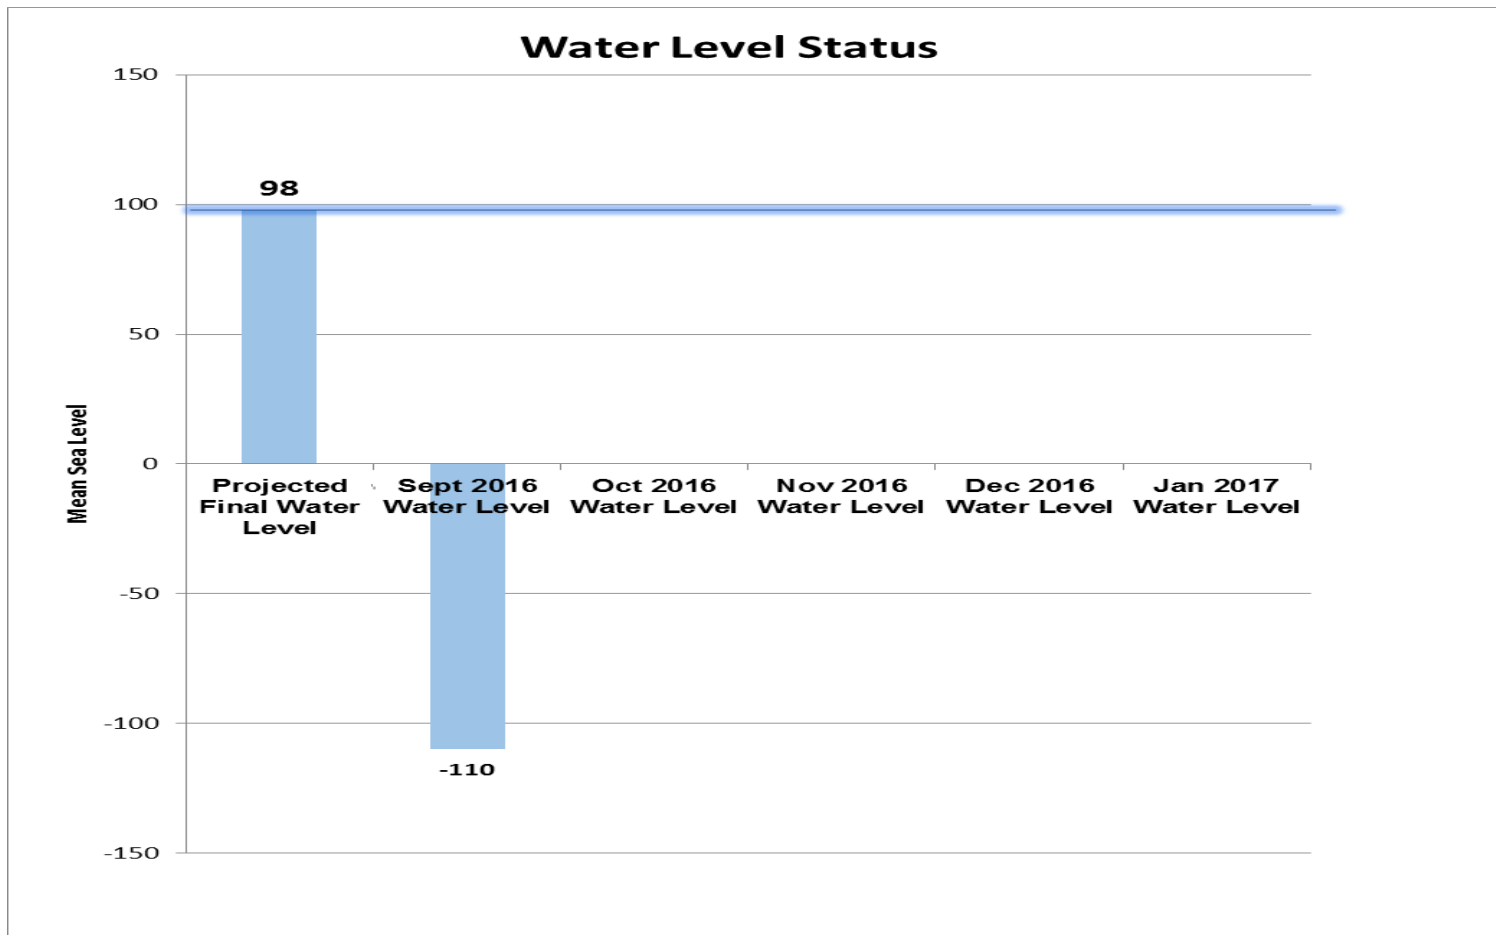 Water Level Status
150
98
100
50
Mean Sea Level
0
Projected
Final Water
Level
Sept 2016
Water Level
Oct 2016
Water Level
Nov 2016
Water Level
Dec 2016
Water Level
Jan 2017
Water Level
-50
-100
-110
-150